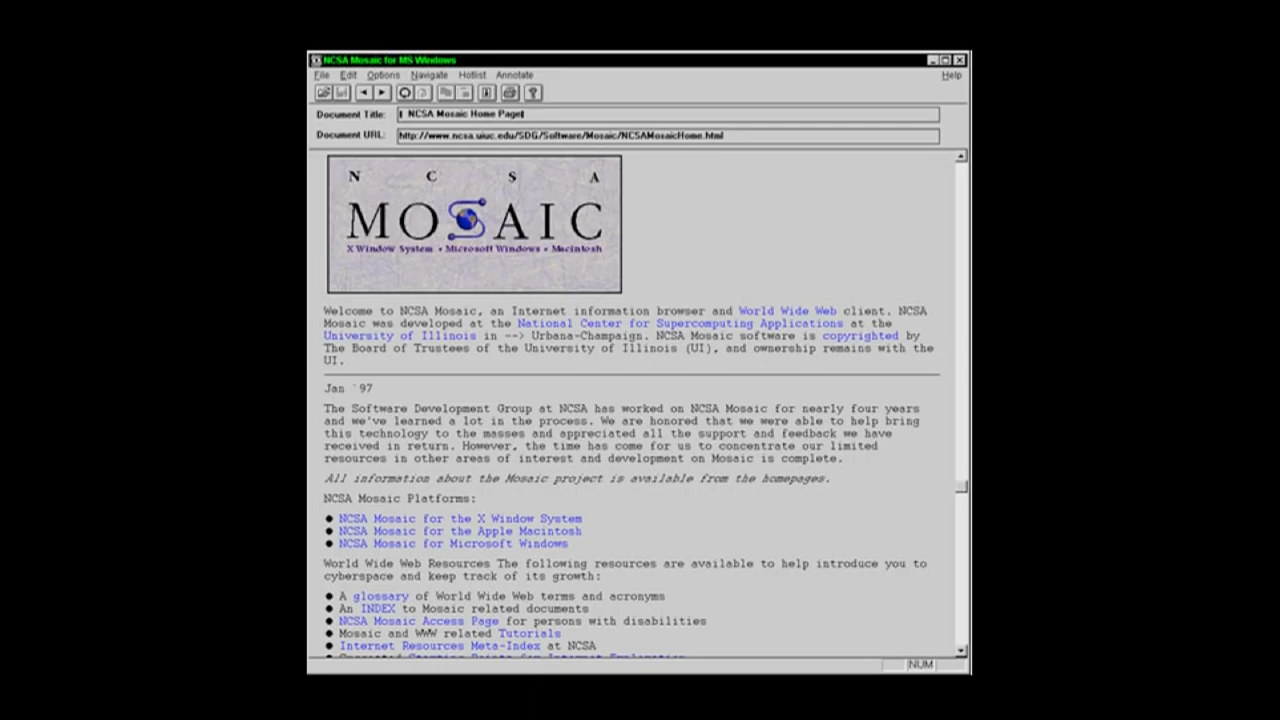 NCSA Mosaic for MS Windows
File Edit Options Navigate Hotlist Annotate Help
Document Title: NCSA Mosaic Home Page
Document URL: http://www.ncsa.uiuc.edu/SDG/Software/Mosaic/NCSAMosaicHome.html
N C S A
MOSAIC
X Window System • Microsoft Windows • Macintosh
Welcome to NCSA Mosaic, an Internet information browser and World Wide Web client. NCSA
Mosaic was developed at the National Center for Supercomputing Applications at the
University of Illinois in --> Urbana-Champaign. NCSA Mosaic software is copyrighted by
The Board of Trustees of the University of Illinois (UI), and ownership remains with the
UI.
Jan `97
The Software Development Group at NCSA has worked on NCSA Mosaic for nearly four years
and we've learned a lot in the process. We are honored that we were able to help bring
this technology to the masses and appreciated all the support and feedback we have
received in return. However, the time has come for us to concentrate our limited
resources in other areas of interest and development on Mosaic is complete.
All information about the Mosaic project is available from the homepages.
NCSA Mosaic Platforms:
● NCSA Mosaic for the X Window System
● NCSA Mosaic for the Apple Macintosh
● NCSA Mosaic for Microsoft Windows
World Wide Web Resources The following resources are available to help introduce you to
cyberspace and keep track of its growth:
● A glossary of World Wide Web terms and acronyms
● An INDEX to Mosaic related documents
● NCSA Mosaic Access Page for persons with disabilities
● Mosaic and WWW related Tutorials
● Internet Resources Meta-Index at NCSA
NUM